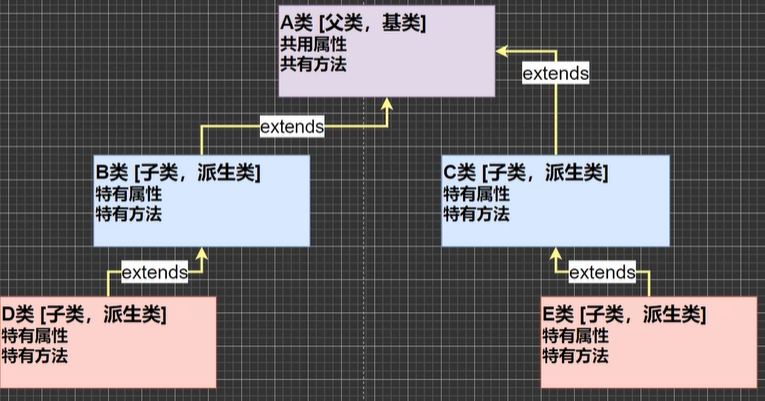 A类 [父类，基类]
共用属性
共有方法
extends
extends
B类 [子类，派生类]
特有属性
特有方法
C类 [子类，派生类]
特有属性
特有方法
extends
extends
D类 [子类，派生类]
特有属性
特有方法
E类 [子类，派生类]
特有属性
特有方法